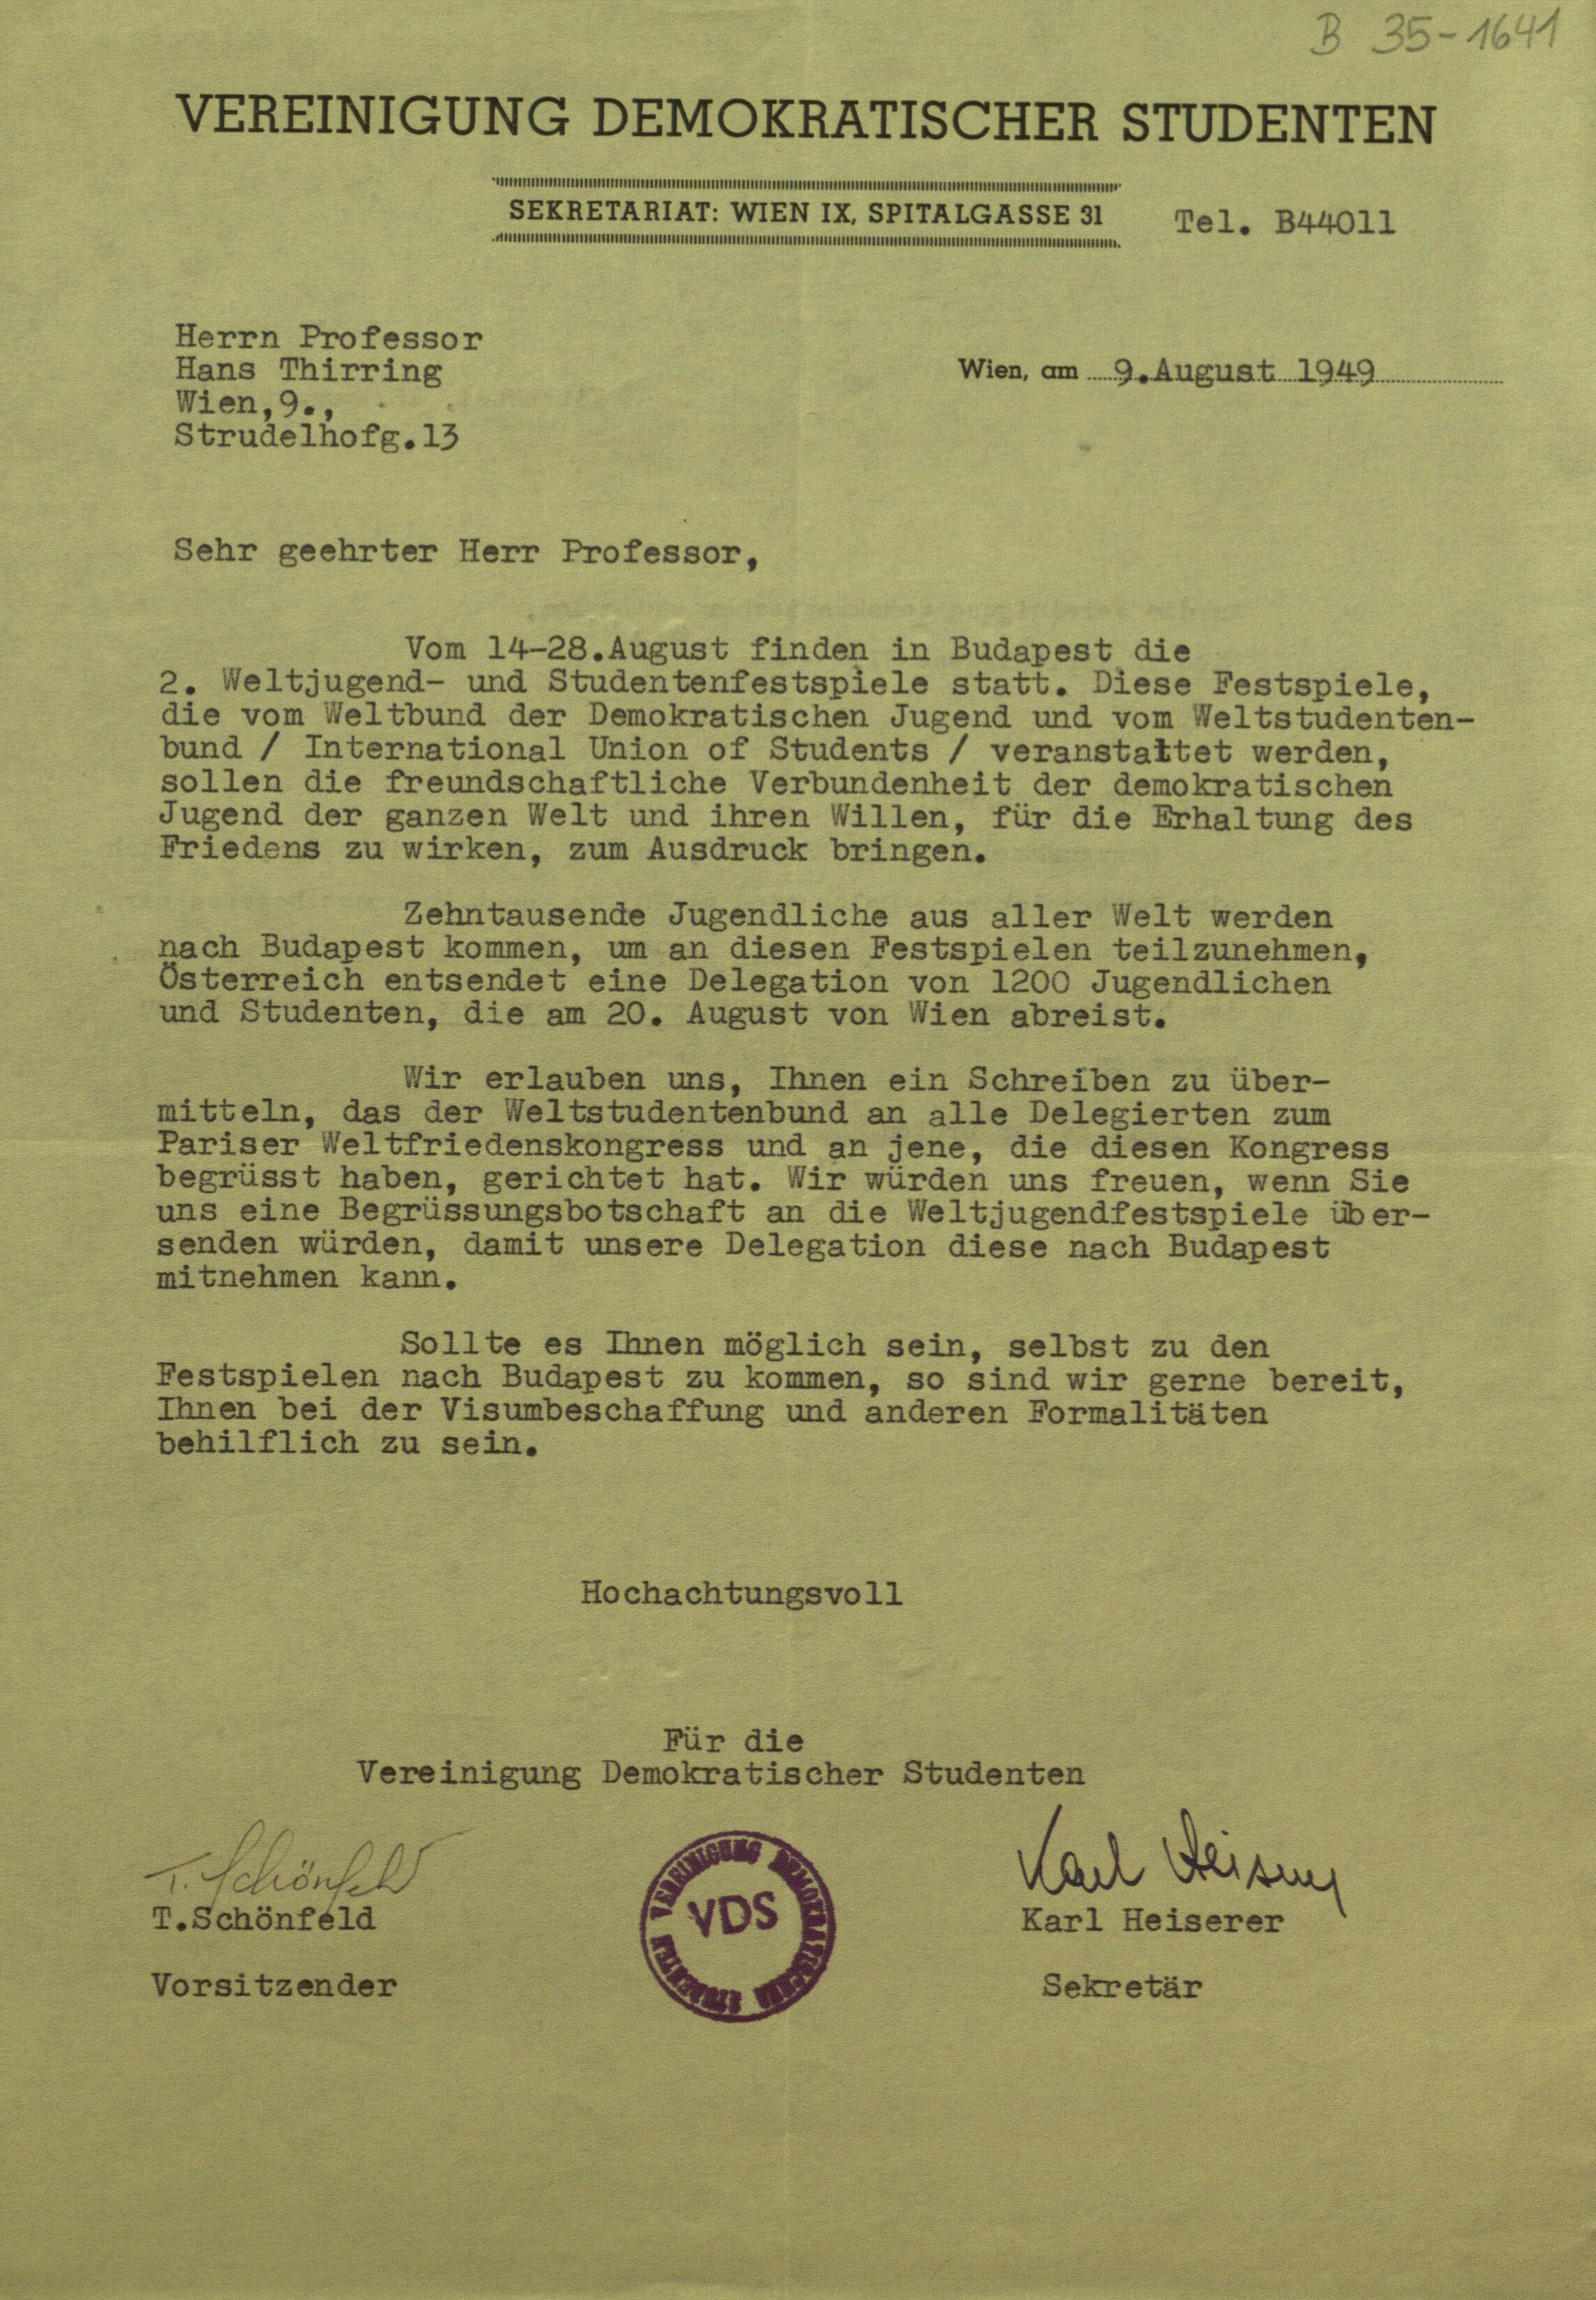 B 35-1641
VEREINIGUNG DEMOKRATISCHER STUDENTEN
SEKRETARIAT: WIEN IX, SPITALGASSE 31
Tel. B44011
Herrn Professor
Hans Thirring
Wien,9.,
Strudelhofg.13
Wien, am 9.August 1949
Sehr geehrter Herr Professor,
Vom 14-28.August finden in Budapest die
2. Weltjugend- und Studentenfestspiele statt. Diese Festspiele,
die vom Weltbund der Demokratischen Jugend und vom Weltstudenten-
bund / International Union of Students / veranstaltet werden,
sollen die freundschaftliche Verbundenheit der demokratischen
Jugend der ganzen Welt und ihren Willen, für die Erhaltung des
Friedens zu wirken, zum Ausdruck bringen.
Zehntausende Jugendliche aus aller Welt werden
nach Budapest kommen, um an diesen Festspielen teilzunehmen,
Österreich entsendet eine Delegation von 1200 Jugendlichen
und Studenten, die am 20. August von Wien abreist.
Wir erlauben uns, Ihnen ein Schreiben zu über-
mitteln, das der Weltstudentenbund an alle Delegierten zum
Pariser Weltfriedenskongress und an jene, die diesen Kongress
begrüsst haben, gerichtet hat. Wir würden uns freuen, wenn Sie
uns eine Begrüssungsbotschaft an die Weltjugendfestspiele über-
senden würden, damit unsere Delegation diese nach Budapest
mitnehmen kann.
Sollte es Ihnen möglich sein, selbst zu den
Festspielen nach Budapest zu kommen, so sind wir gerne bereit,
Ihnen bei der Visumbeschaffung und anderen Formalitäten
behilflich zu sein.
Hochachtungsvoll
Für die
Vereinigung Demokratischer Studenten
T. Schönfeld
Karl Heiserer
VEREINIGUNG DEMOKRATISCHER STUDENTEN
VDS
T.Schönfeld
Karl Heiserer
Vorsitzender
Sekretär